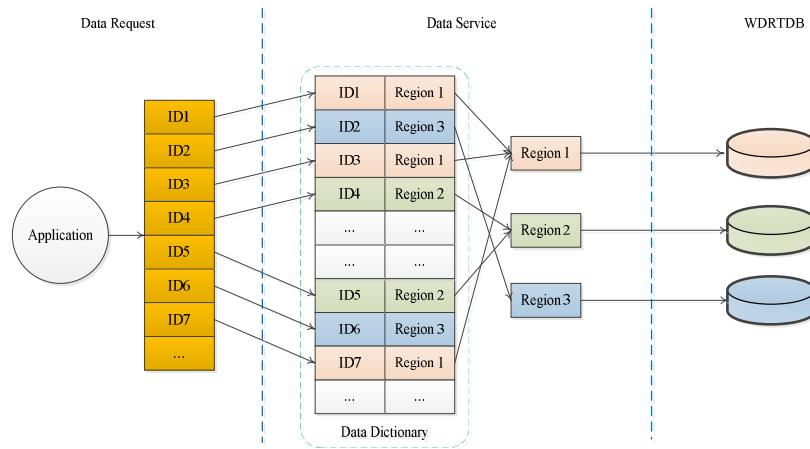 Data Request
Data Service
WDRTDB
Application
ID1
ID2
ID3
ID4
ID5
ID6
ID7
...
ID1 Region 1
ID2 Region 3
ID3 Region 1
ID4 Region 2
... ...
... ...
ID5 Region 2
ID6 Region 3
ID7 Region 1
... ...
Data Dictionary
Region 1
Region 2
Region 3